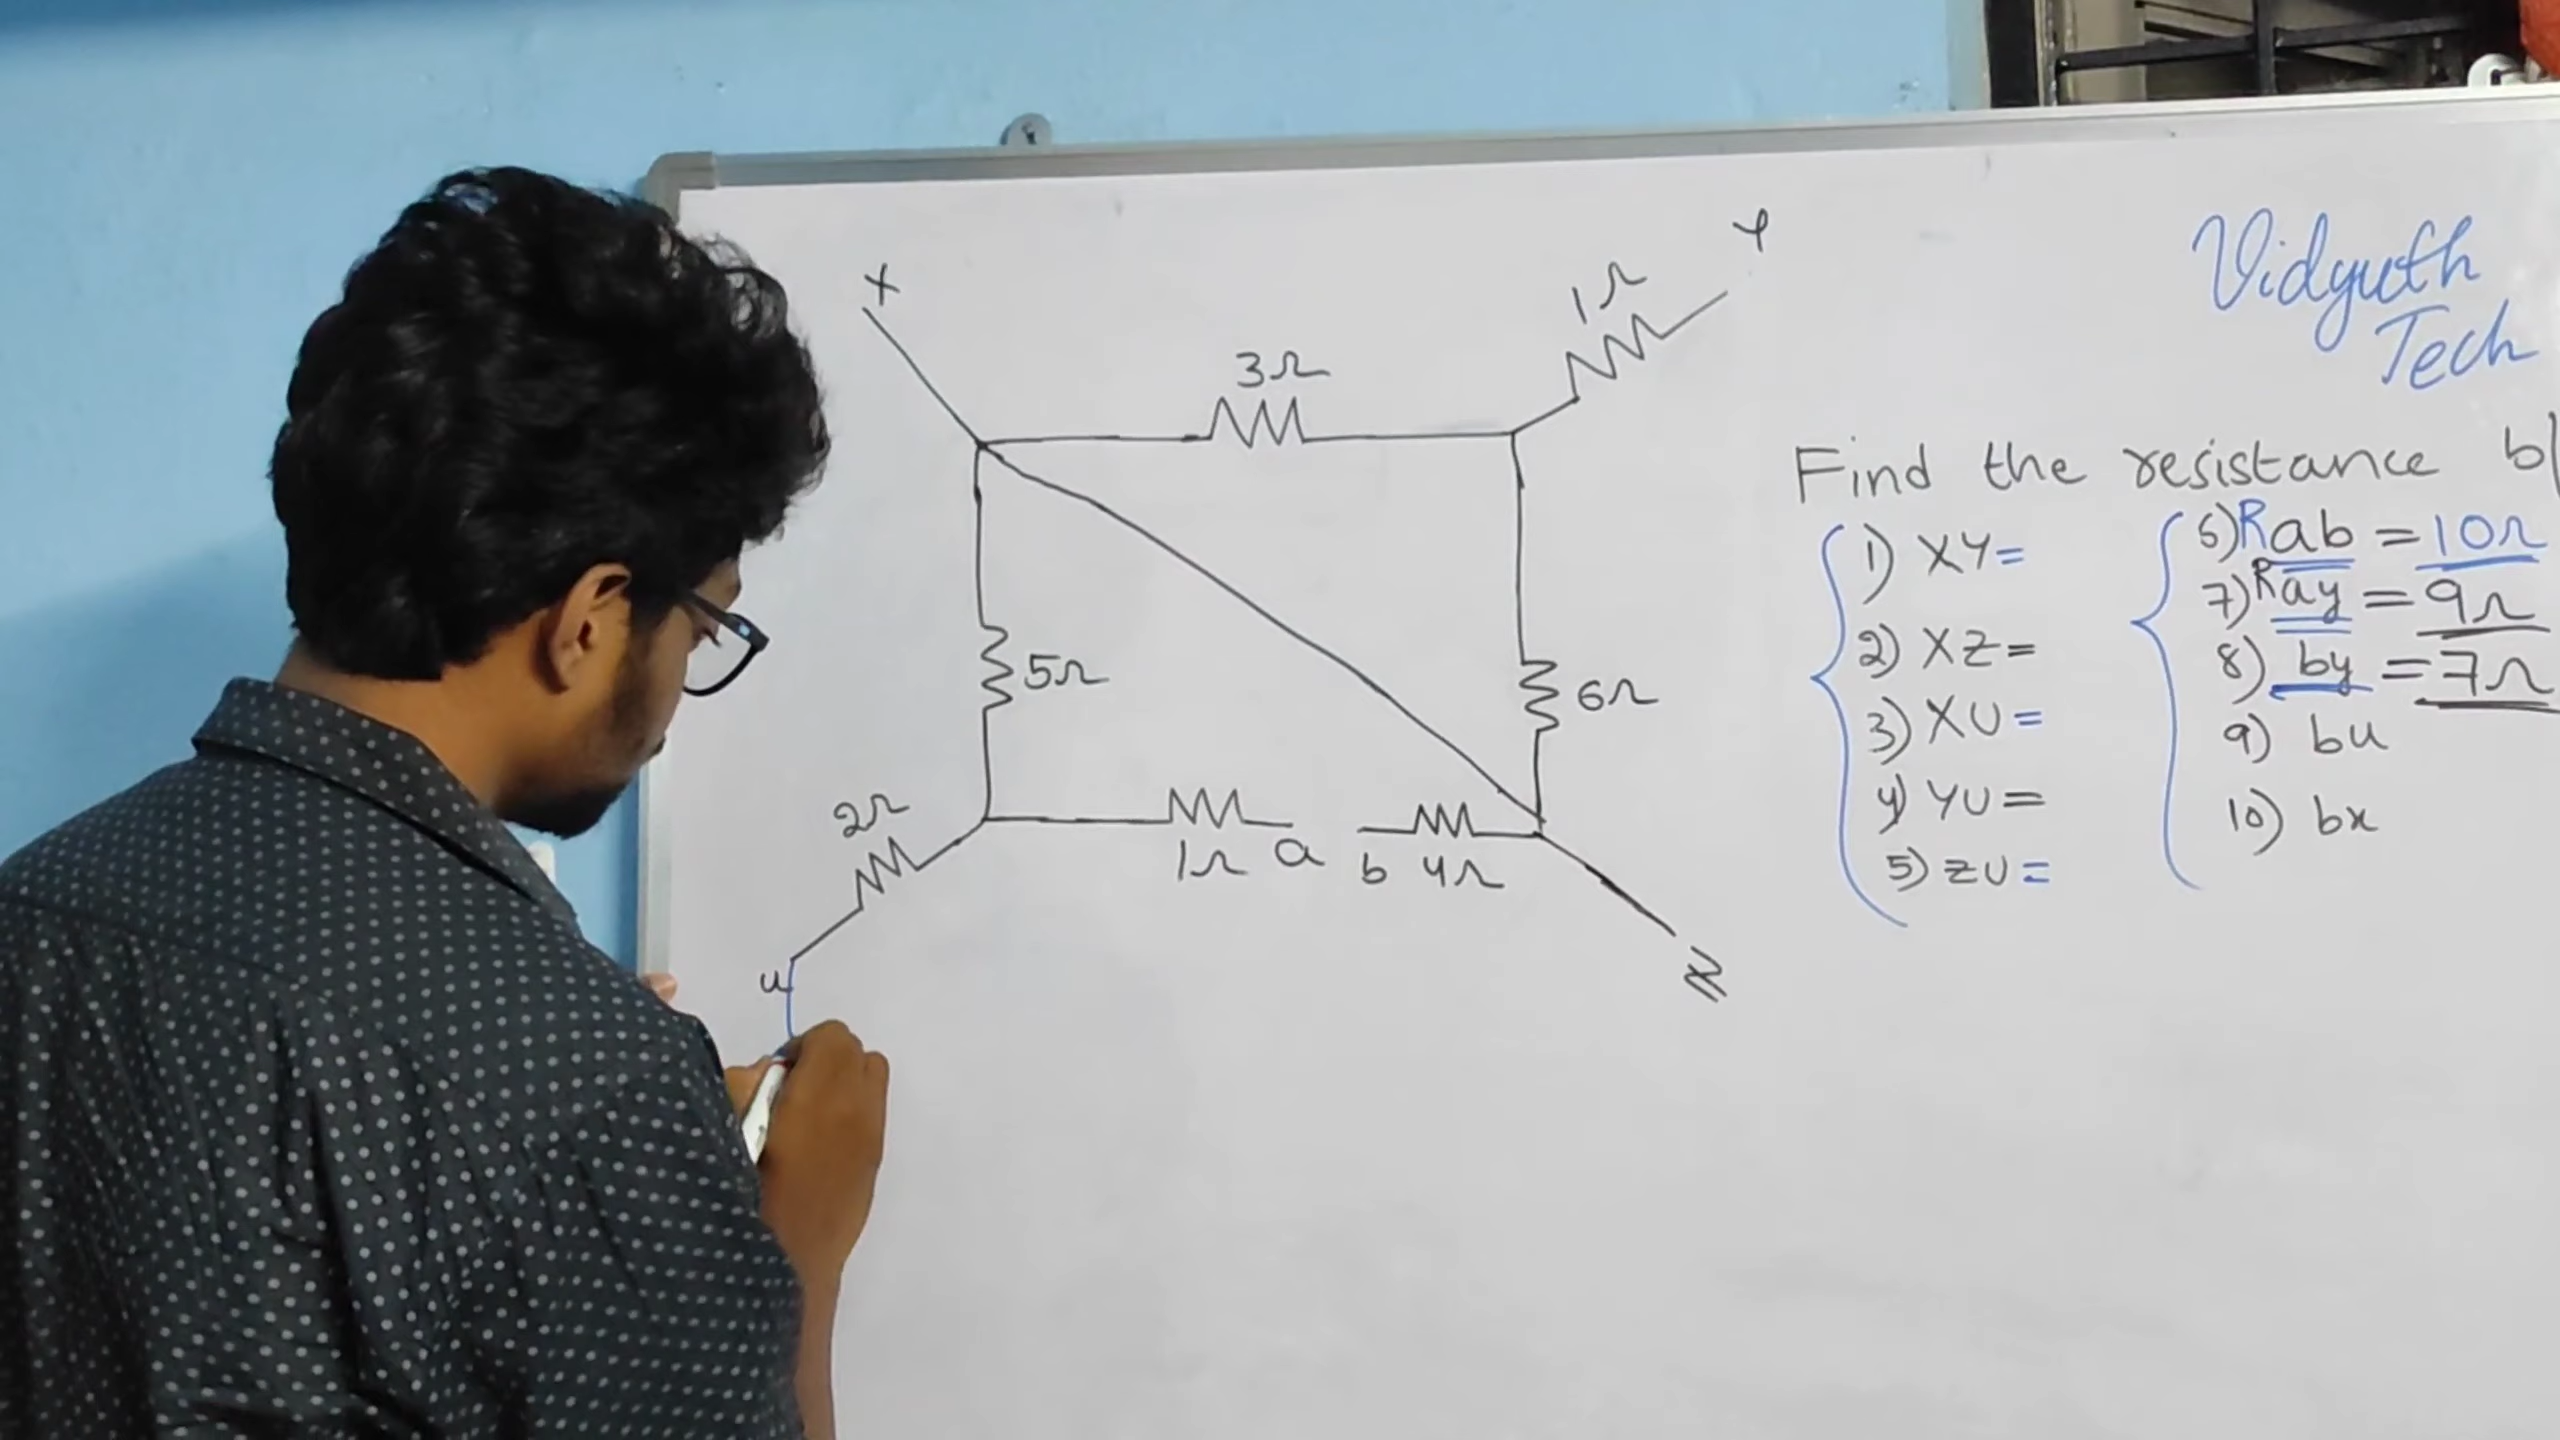 Vidyuth
Tech
X
Y
1Ω
3Ω
5Ω
6Ω
2Ω
1Ω a
b 4Ω
u
Z
Find the resistance b/
1) XY=
2) XZ=
3) XU=
4) YU=
5) ZU=
6) Rab = 10Ω
7) Ray = 9Ω
8) by = 7Ω
9) bu
10) bx